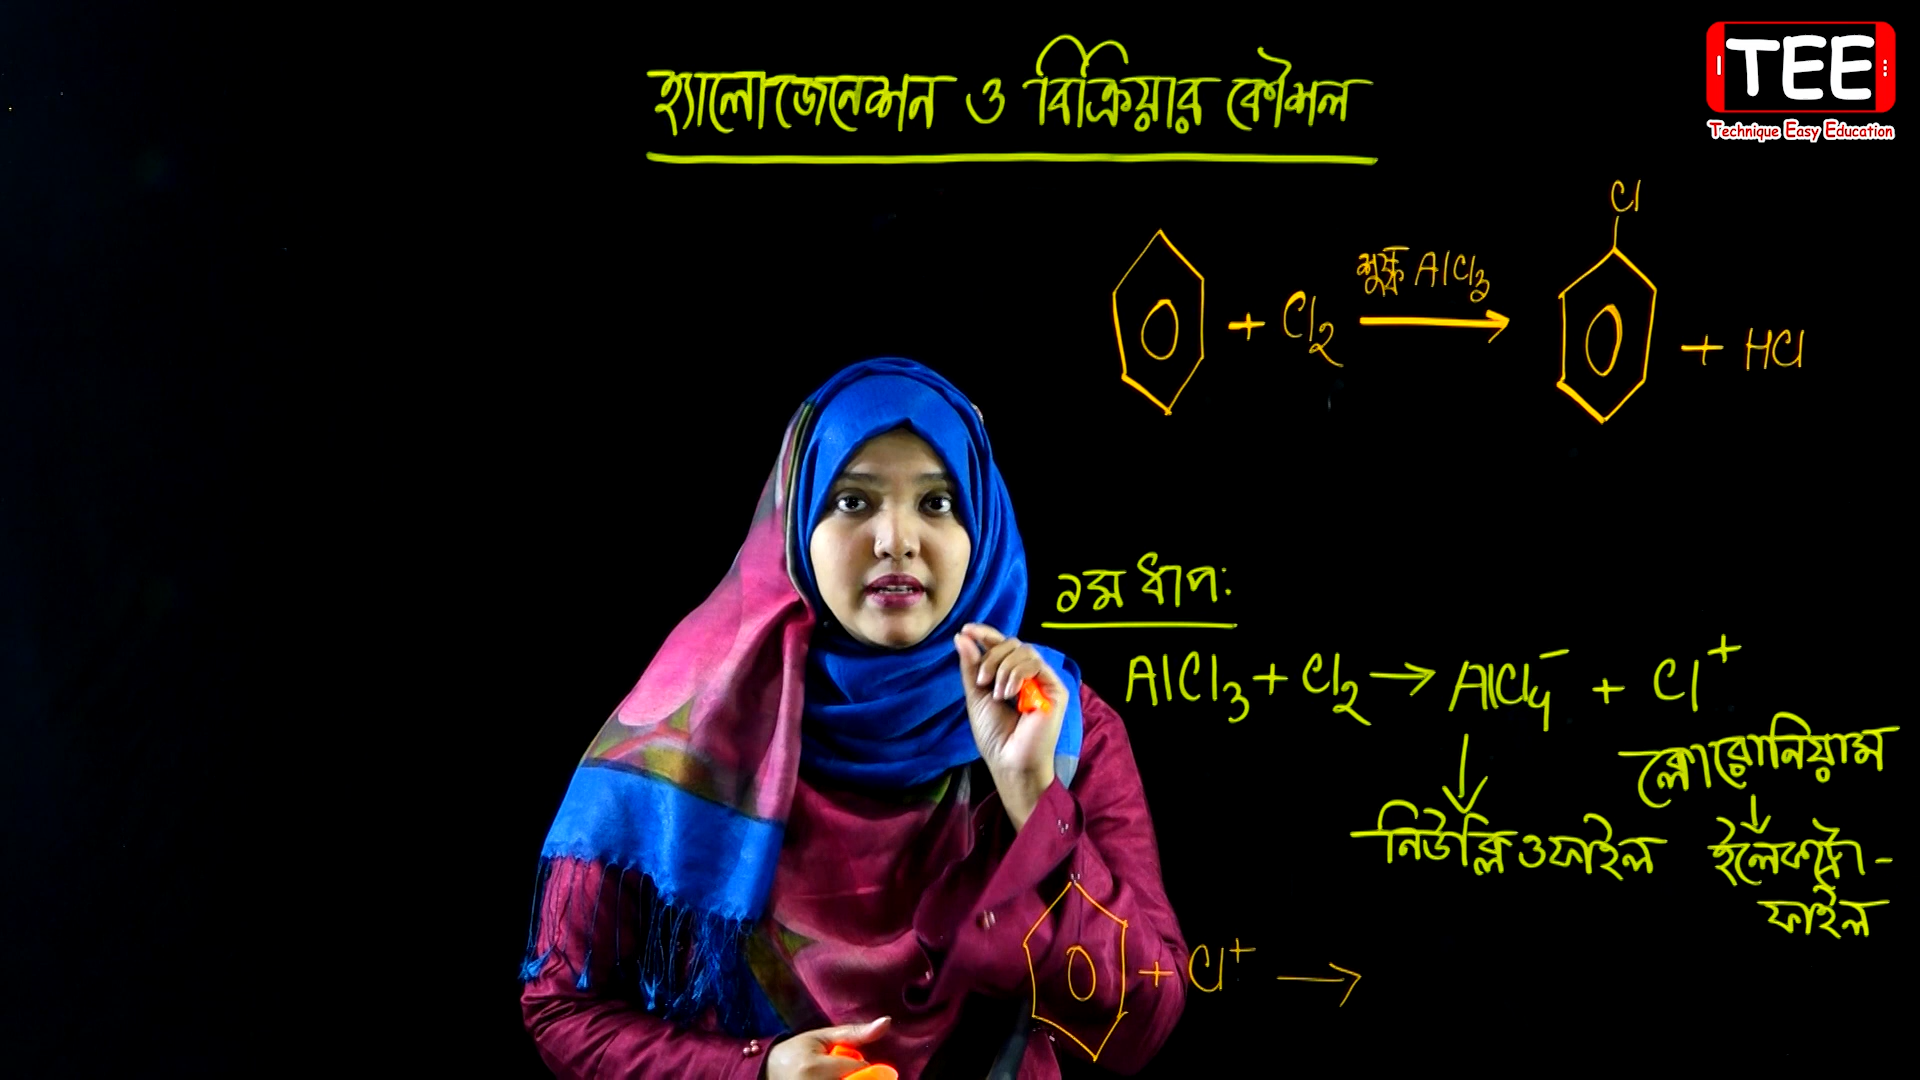 TEE
Technique Easy Education
হ্যালোজেনেশন ও বিক্রিয়ার কৌশল
Cl
+ Cl2 শুষ্ক AlCl3 + HCl
১ম ধাপ:
AlCl3 + Cl2 → AlCl4⁻ + Cl⁺
ক্লোরোনিয়াম
↓ ↓
নিউক্লিওফাইল ইলেকট্রো-
ফাইল
+ Cl⁺ →